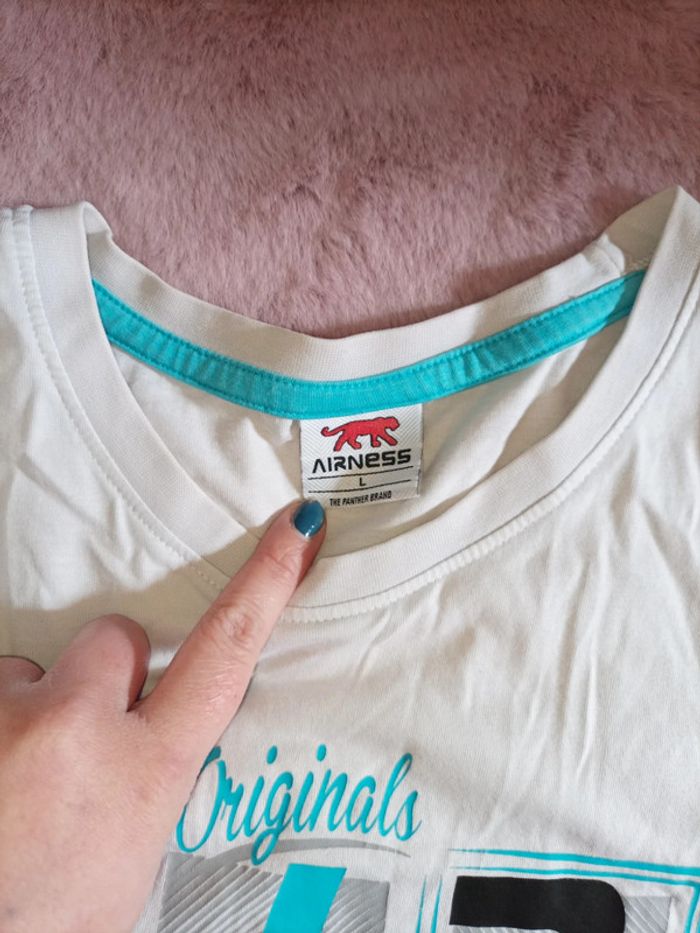 AIRNESS
L
THE PANTHER BRAND
Originals